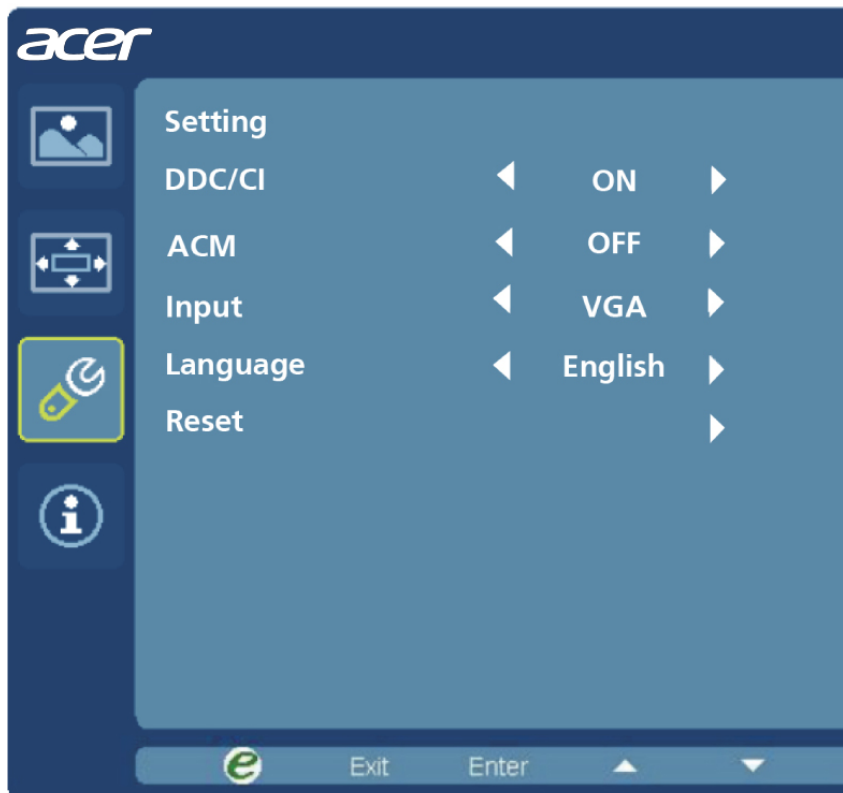 acer
Setting
DDC/CI ON
ACM OFF
Input VGA
Language English
Reset
e Exit Enter